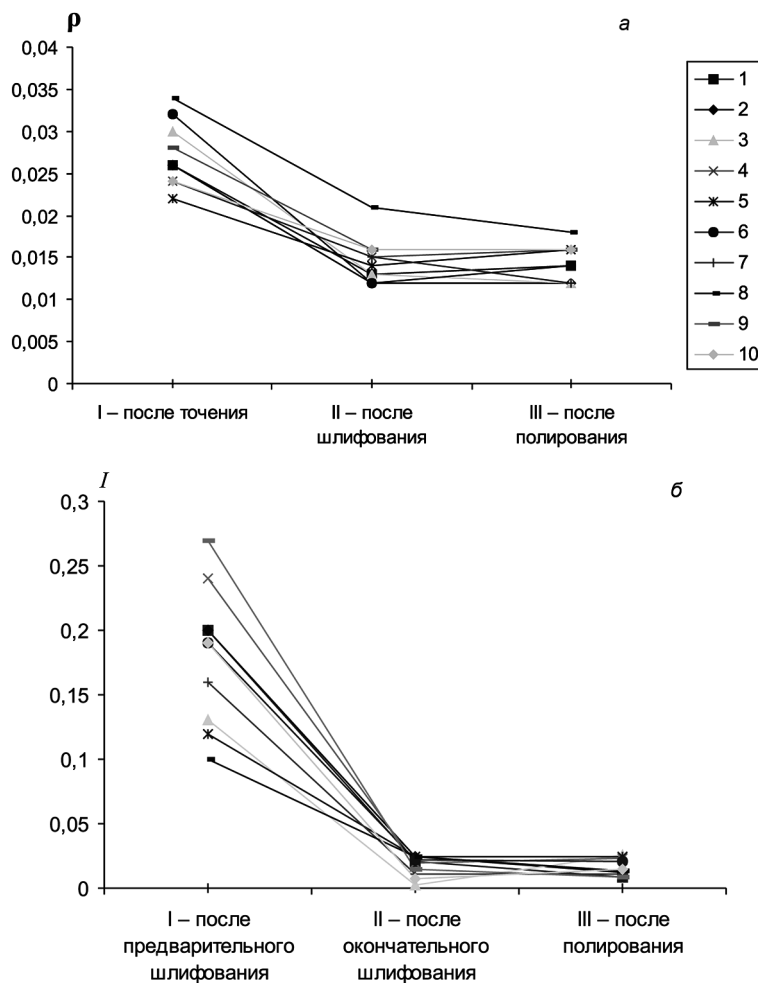 ρ
а
0,04
0,035
0,03
0,025
0,02
0,015
0,01
0,005
0
I – после точения
II – после
шлифования
III – после
полирования
1
2
3
4
5
6
7
8
9
10
I
б
0,3
0,25
0,2
0,15
0,1
0,05
0
I – после
предварительного
шлифования
II – после
окончательного
шлифования
III – после
полирования